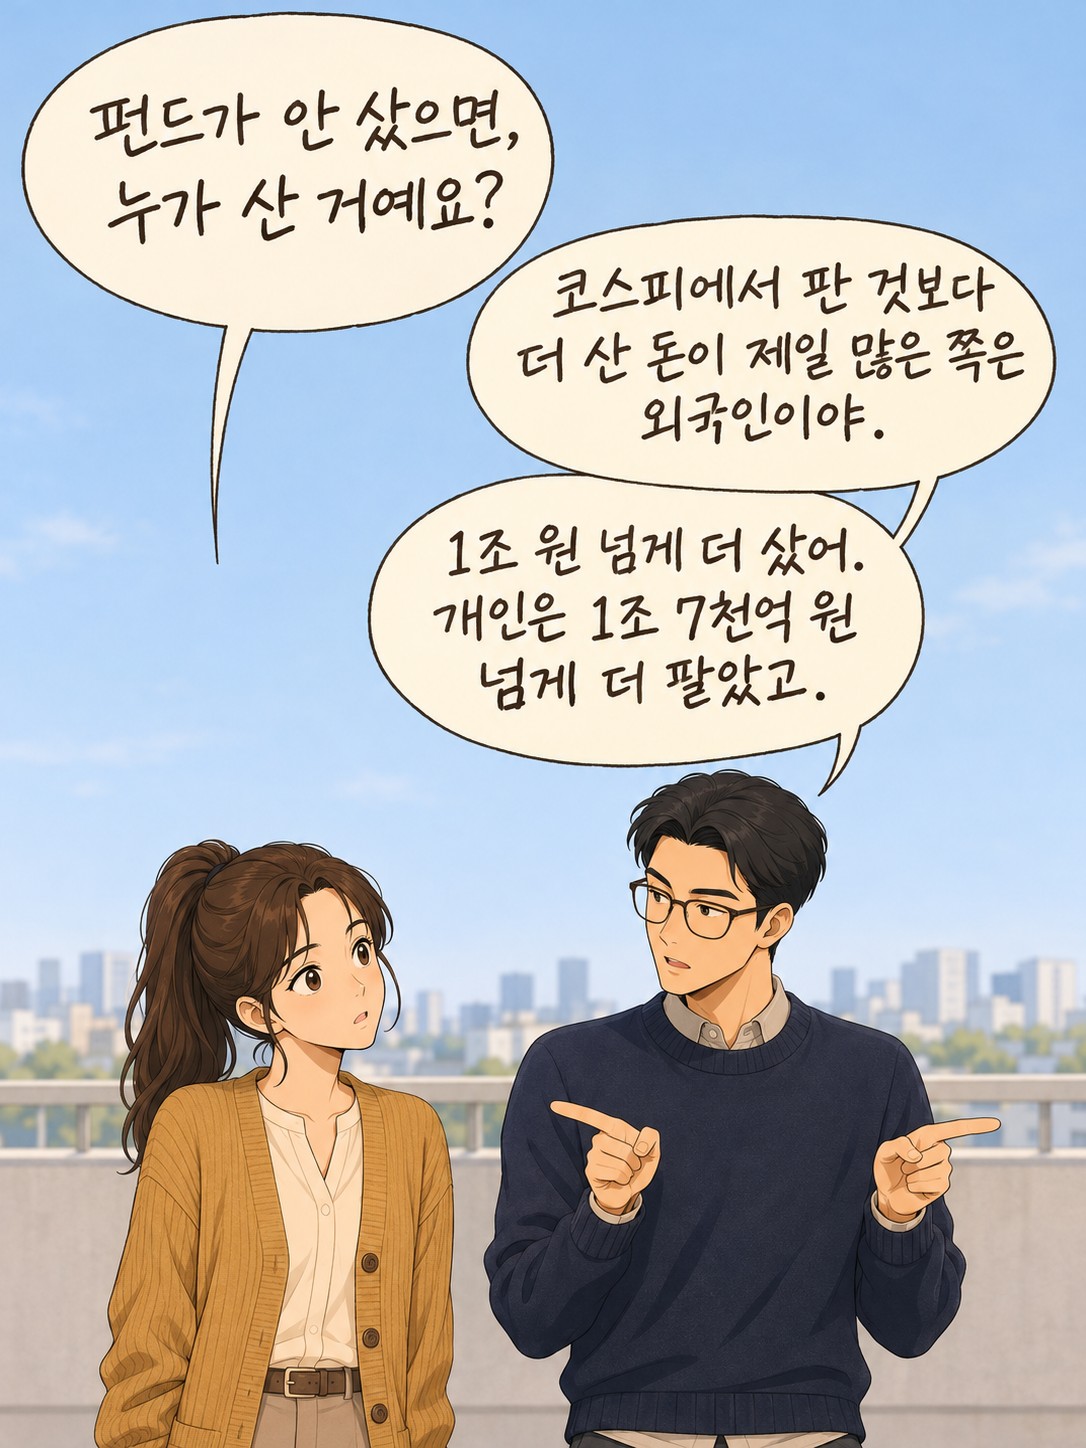 펀드가 안 샀으면,
누가 산 거예요?
코스피에서 판 것보다
더 산 돈이 제일 많은 쪽은
외국인이야.
1조 원 넘게 더 샀어.
개인은 1조 7천억 원
넘게 더 팔았고.